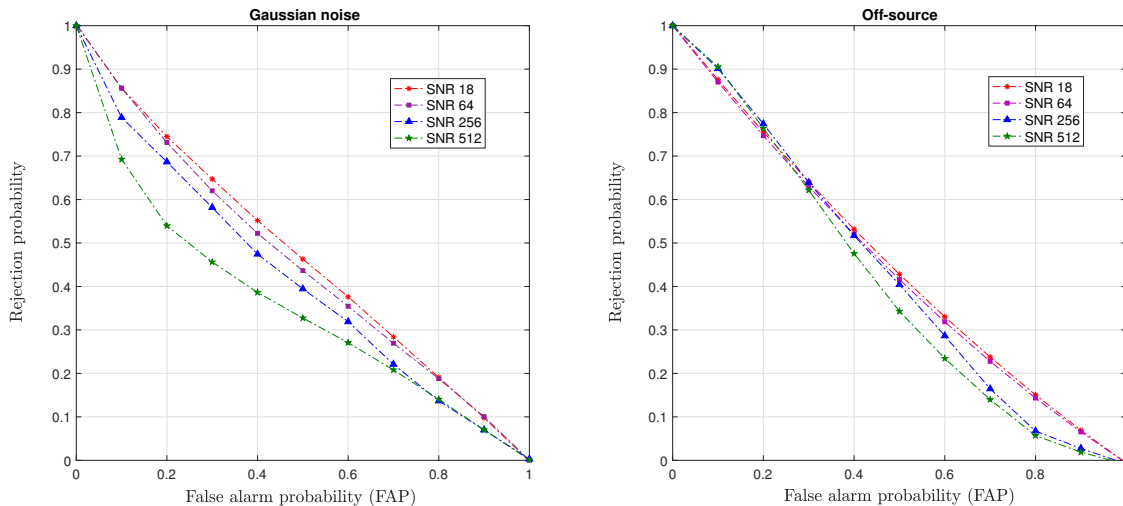 Gaussian noise
1
0.9
0.8
0.7
0.6
0.5
0.4
0.3
0.2
0.1
0
Rejection probability
SNR 18
SNR 64
SNR 256
SNR 512
0
0.2
0.4
0.6
0.8
1
False alarm probability (FAP)
Off-source
1
0.9
0.8
0.7
0.6
0.5
0.4
0.3
0.2
0.1
0
Rejection probability
SNR 18
SNR 64
SNR 256
SNR 512
0
0.2
0.4
0.6
0.8
False alarm probability (FAP)